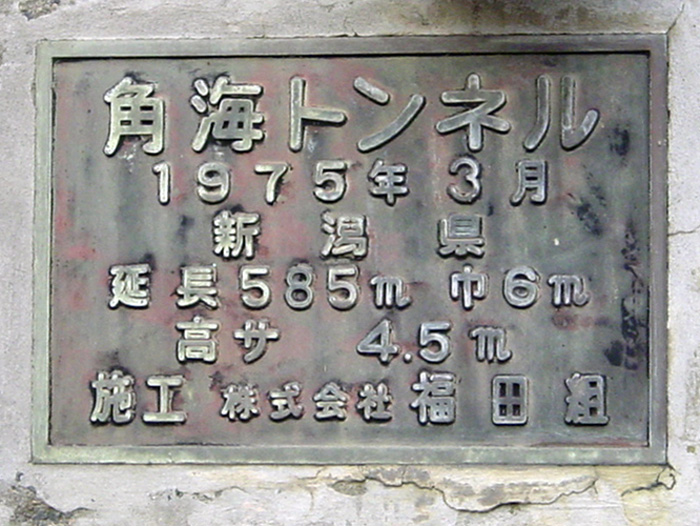 角海トンネル
1975年3月
新潟県
延長585m 巾6m
高サ 4.5m
施工 株式会社福田組